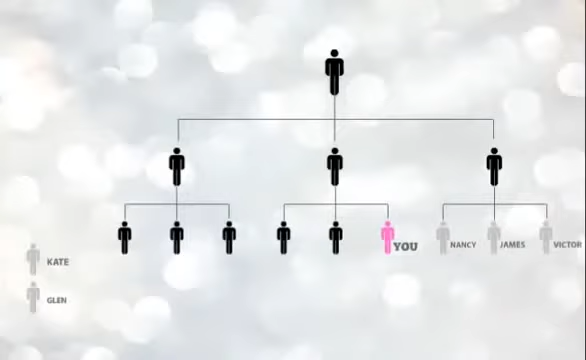 YOU
NANCY
JAMES
VICTOR
KATE
GLEN